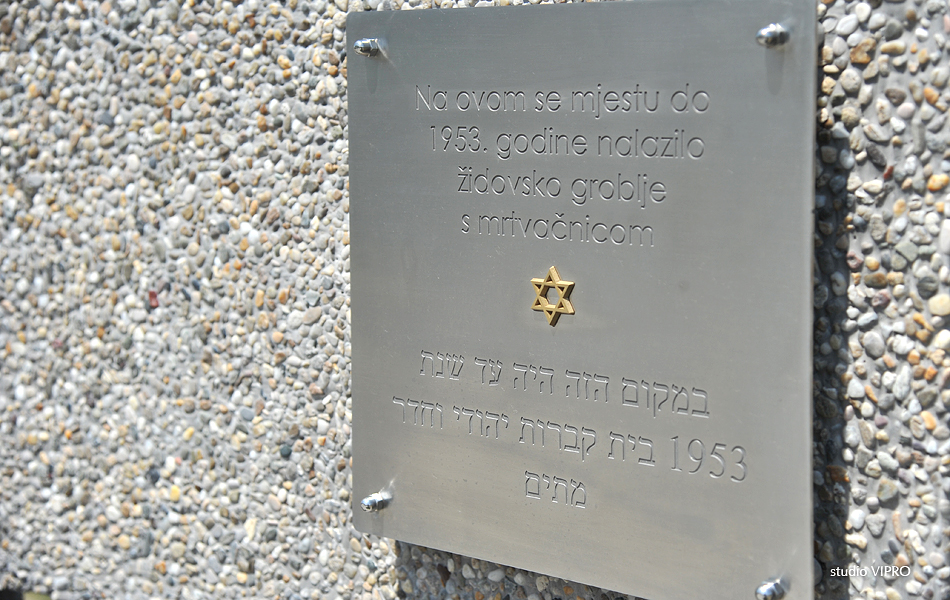 Na ovom se mjestu do
1953. godine nalazilo
židovsko groblje
s mrtvačnicom
במקום הזה היה עד שנת
1953 בית קברות יהודי וחדר
מתים
studio VIPRO